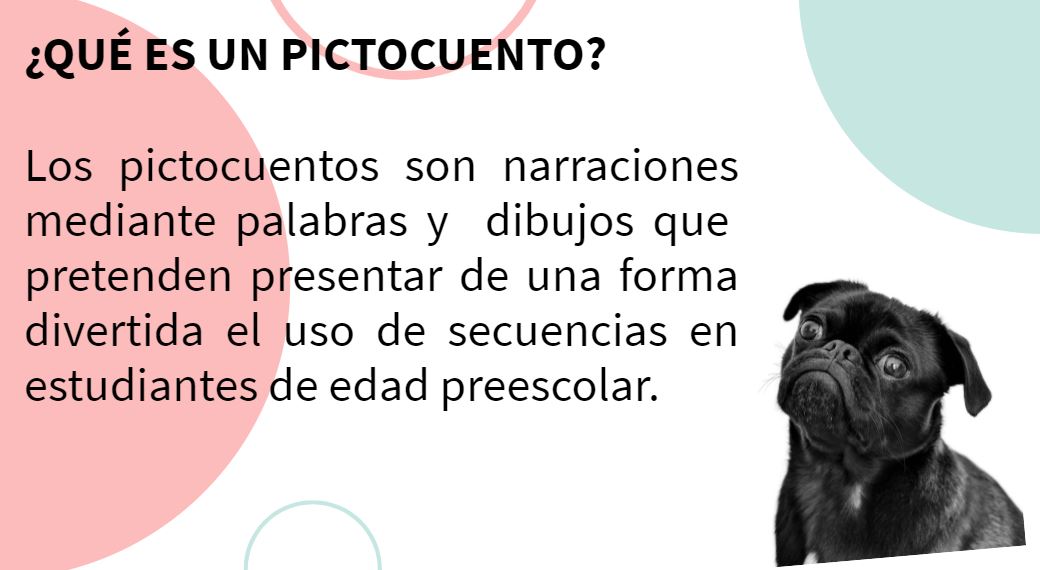 ¿QUÉ ES UN PICTOCUENTO?
Los pictocuentos son narraciones
mediante palabras y dibujos que
pretenden presentar de una forma
divertida el uso de secuencias en
estudiantes de edad preescolar.